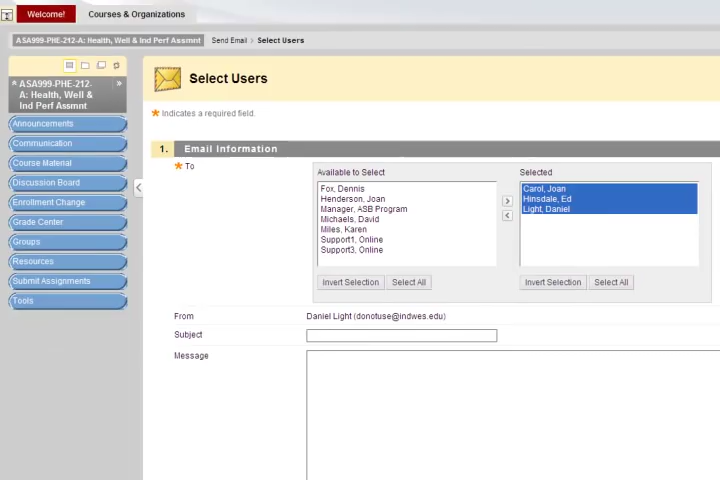 Welcome!
Courses & Organizations
ASA999-PHE-212-A: Health, Well & Ind Perf Assmnt
Send Email > Select Users
ASA999-PHE-212-
A: Health, Well &
Ind Perf Assmnt
Announcements
Communication
Course Material
Discussion Board
Enrollment Change
Grade Center
Groups
Resources
Submit Assignments
Tools
Select Users
* Indicates a required field.
1. Email Information
* To
Available to Select
Fox, Dennis
Henderson, Joan
Manager, ASB Program
Michaels, David
Miles, Karen
Support1, Online
Support3, Online
Invert Selection
Select All
Selected
Carol, Joan
Hinsdale, Ed
Light, Daniel
Invert Selection
Select All
From
Daniel Light (donotuse@indwes.edu)
Subject
Message